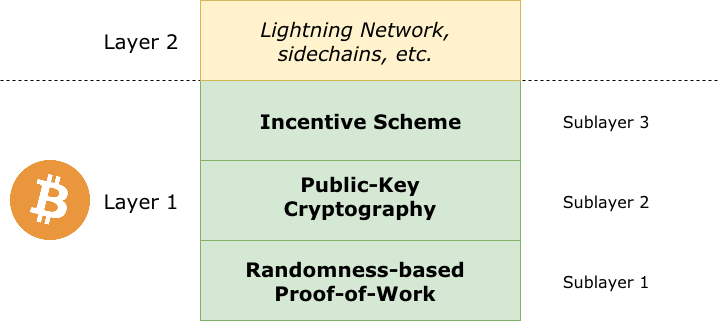 Layer 2
Lightning Network,
sidechains, etc.
Incentive Scheme
Sublayer 3
Layer 1
Public-Key
Cryptography
Sublayer 2
Randomness-based
Proof-of-Work
Sublayer 1